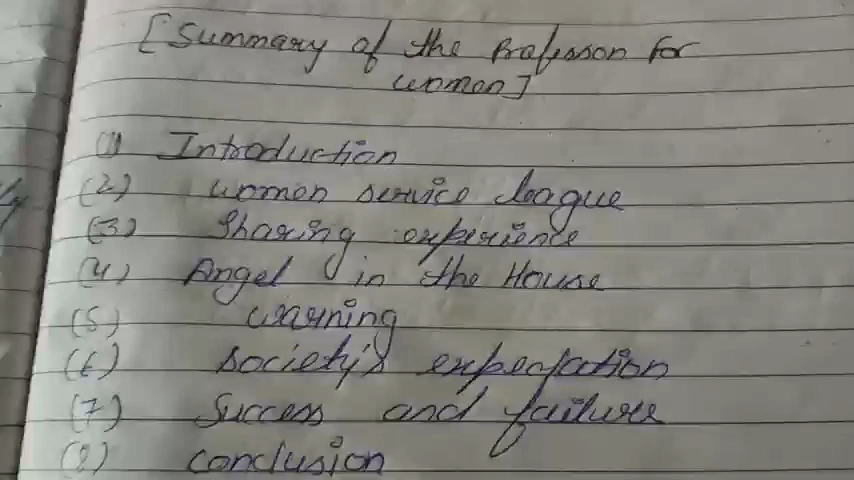 [Summary of the Profession for
women]
(1) Introduction
(2) women service league
(3) Sharing experience
(4) Angel in the House
(5) warning
(6) society's expectation
(7) Success and failure
(8) conclusion